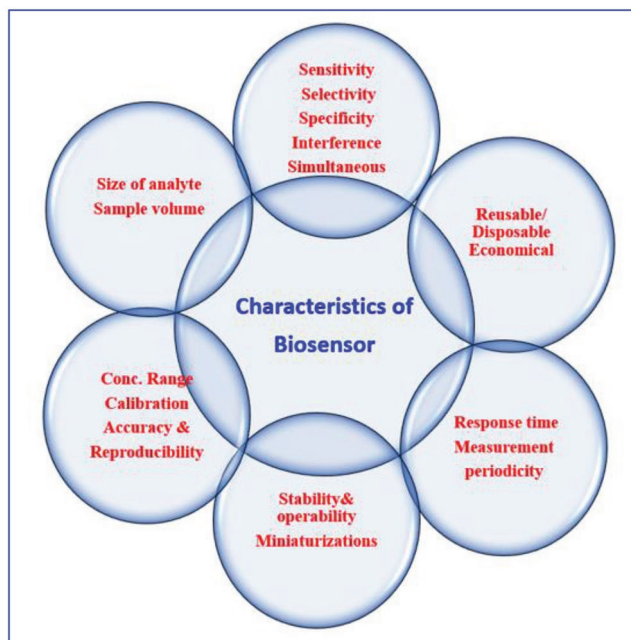 Sensitivity
Selectivity
Specificity
Interference
Simultaneous
Size of analyte
Sample volume
Reusable/
Disposable
Economical
Characteristics of
Biosensor
Conc. Range
Calibration
Accuracy &
Reproducibility
Response time
Measurement
periodicity
Stability&
operability
Miniaturizations